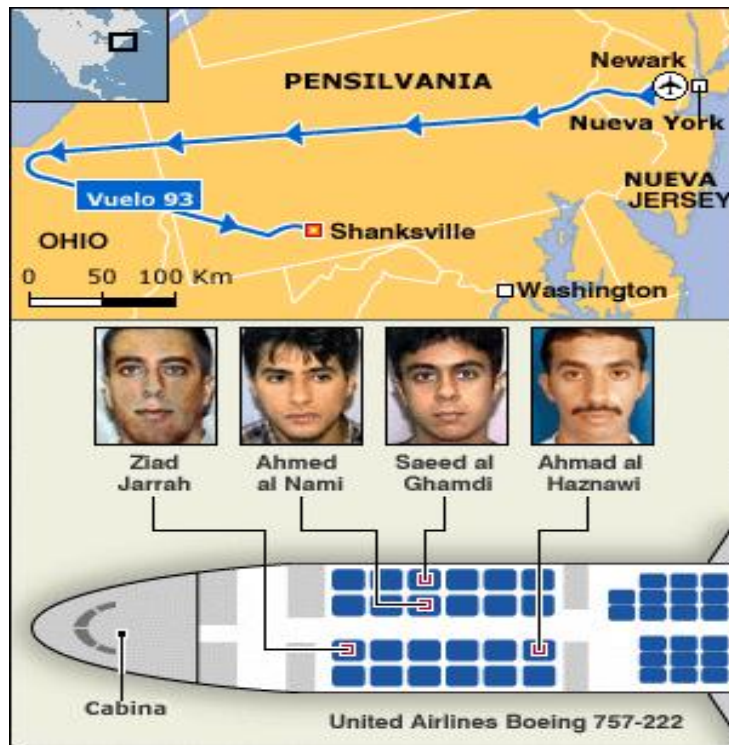 Newark
PENSILVANIA
Nueva York
Vuelo 93
NUEVA
JERSEY
Shanksville
OHIO
0 50 100 Km
Washington
Ziad
Jarrah
Ahmed
al Nami
Saeed al
Ghamdi
Ahmad al
Haznawi
Cabina
United Airlines Boeing 757-222